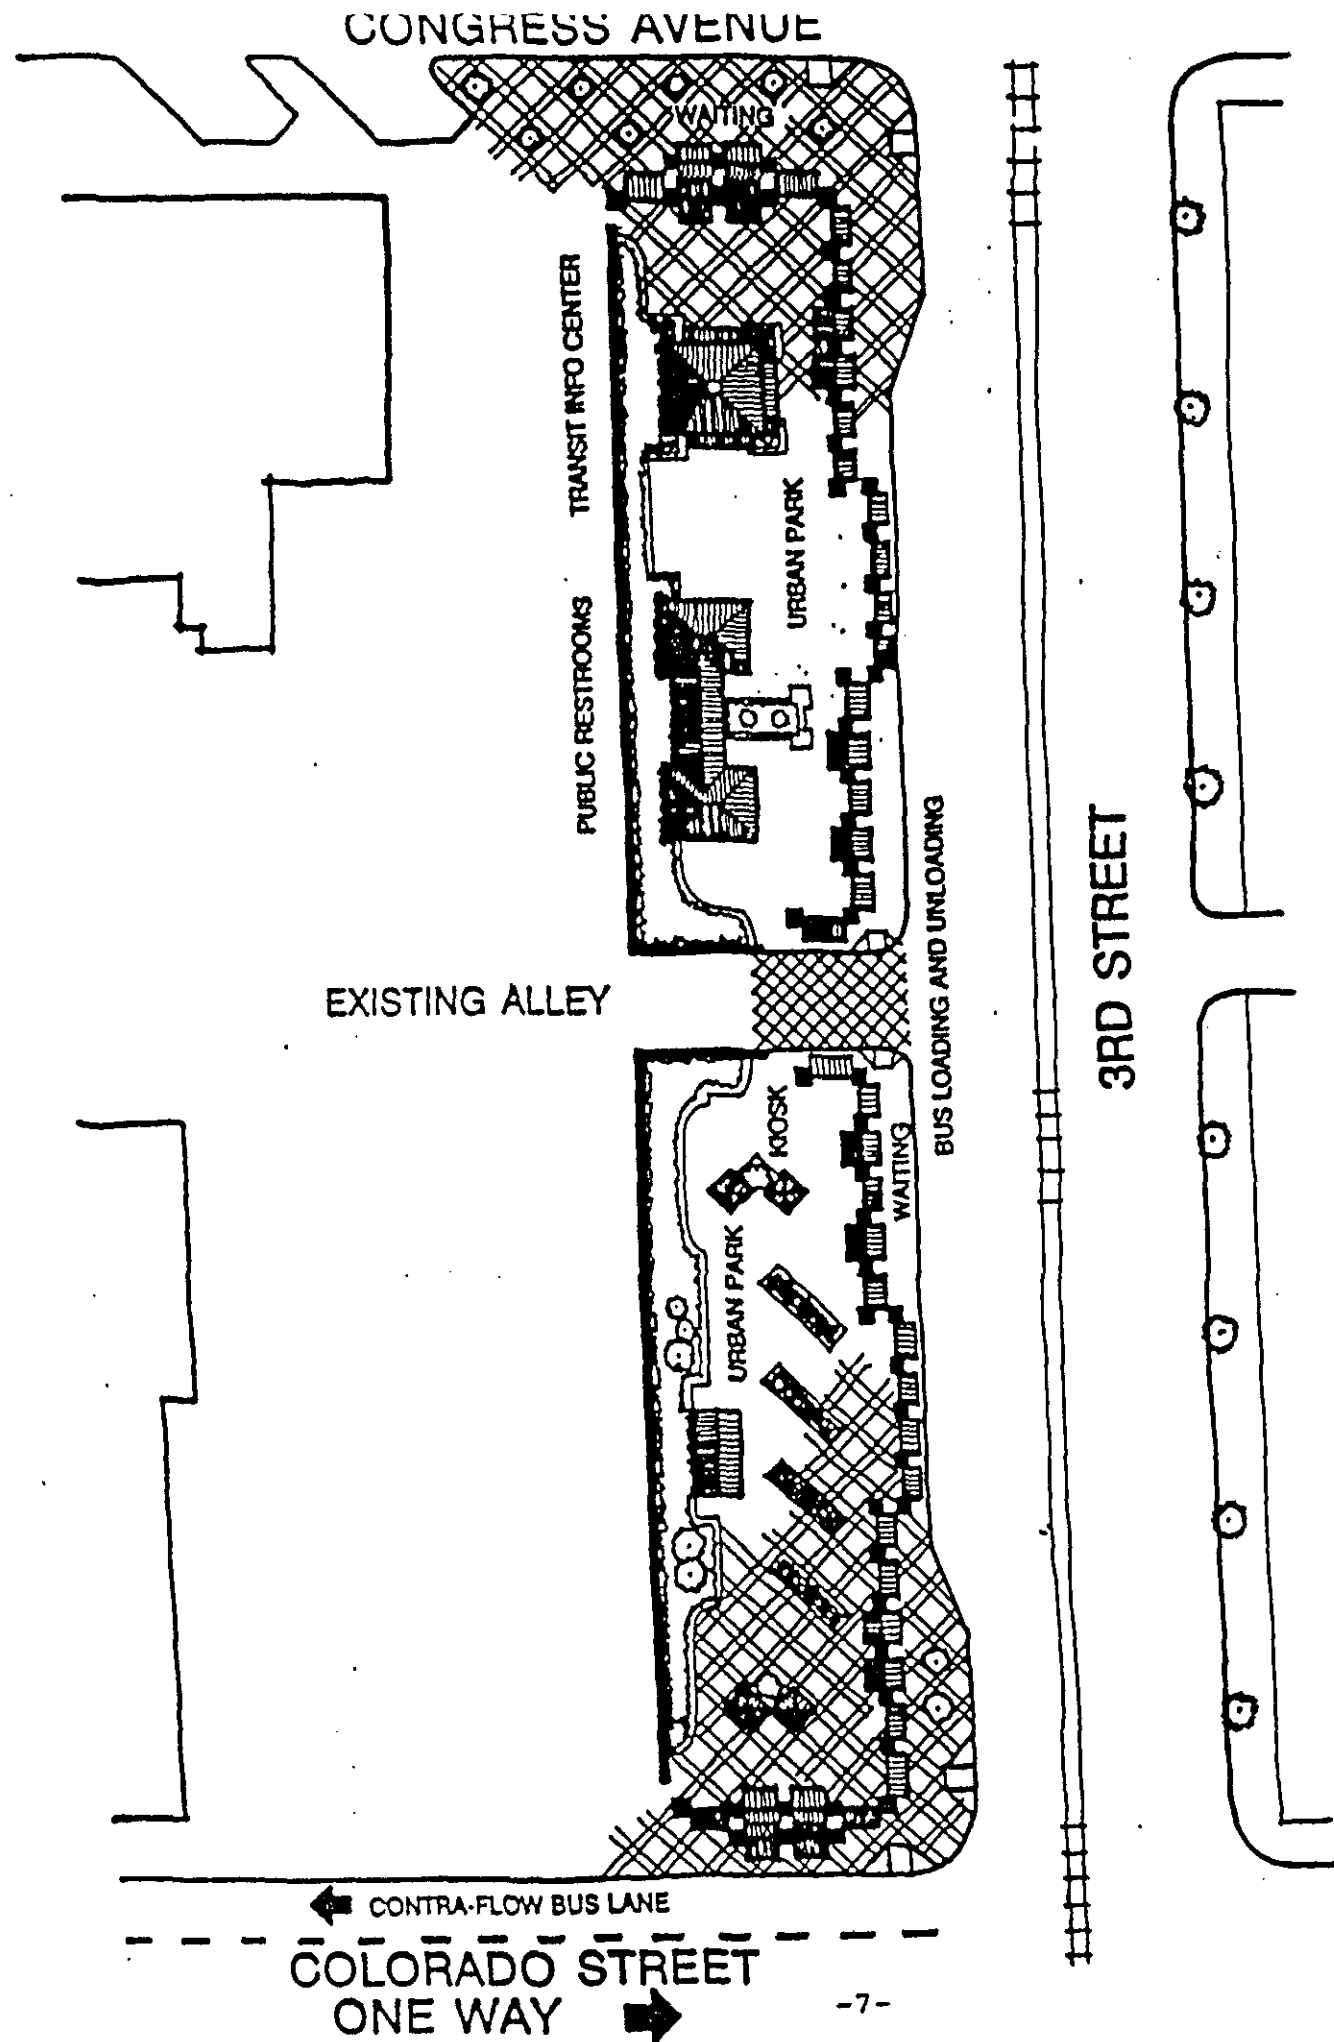 CONGRESS AVENUE
WAITING
TRANSIT INFO CENTER
URBAN PARK
PUBLIC RESTROOMS
BUS LOADING AND UNLOADING
3RD STREET
EXISTING ALLEY
KIOSK
WAITING
URBAN PARK
CONTRA-FLOW BUS LANE
COLORADO STREET
ONE WAY
-7-